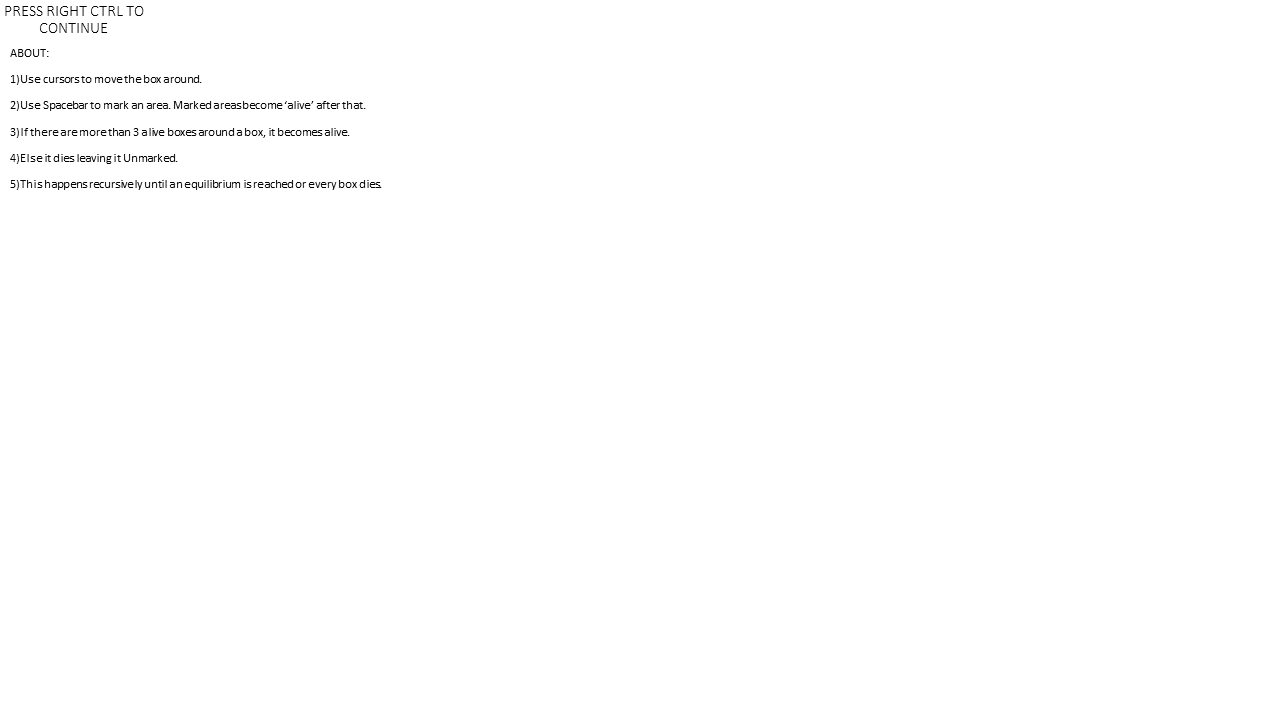 PRESS RIGHT CTRL TO
CONTINUE
ABOUT:
1)Use cursors to move the box around.
2)Use Spacebar to mark an area. Marked areas become ‘alive’ after that.
3)If there are more than 3 alive boxes around a box, it becomes alive.
4)Else it dies leaving it Unmarked.
5)This happens recursively until an equilibrium is reached or every box dies.